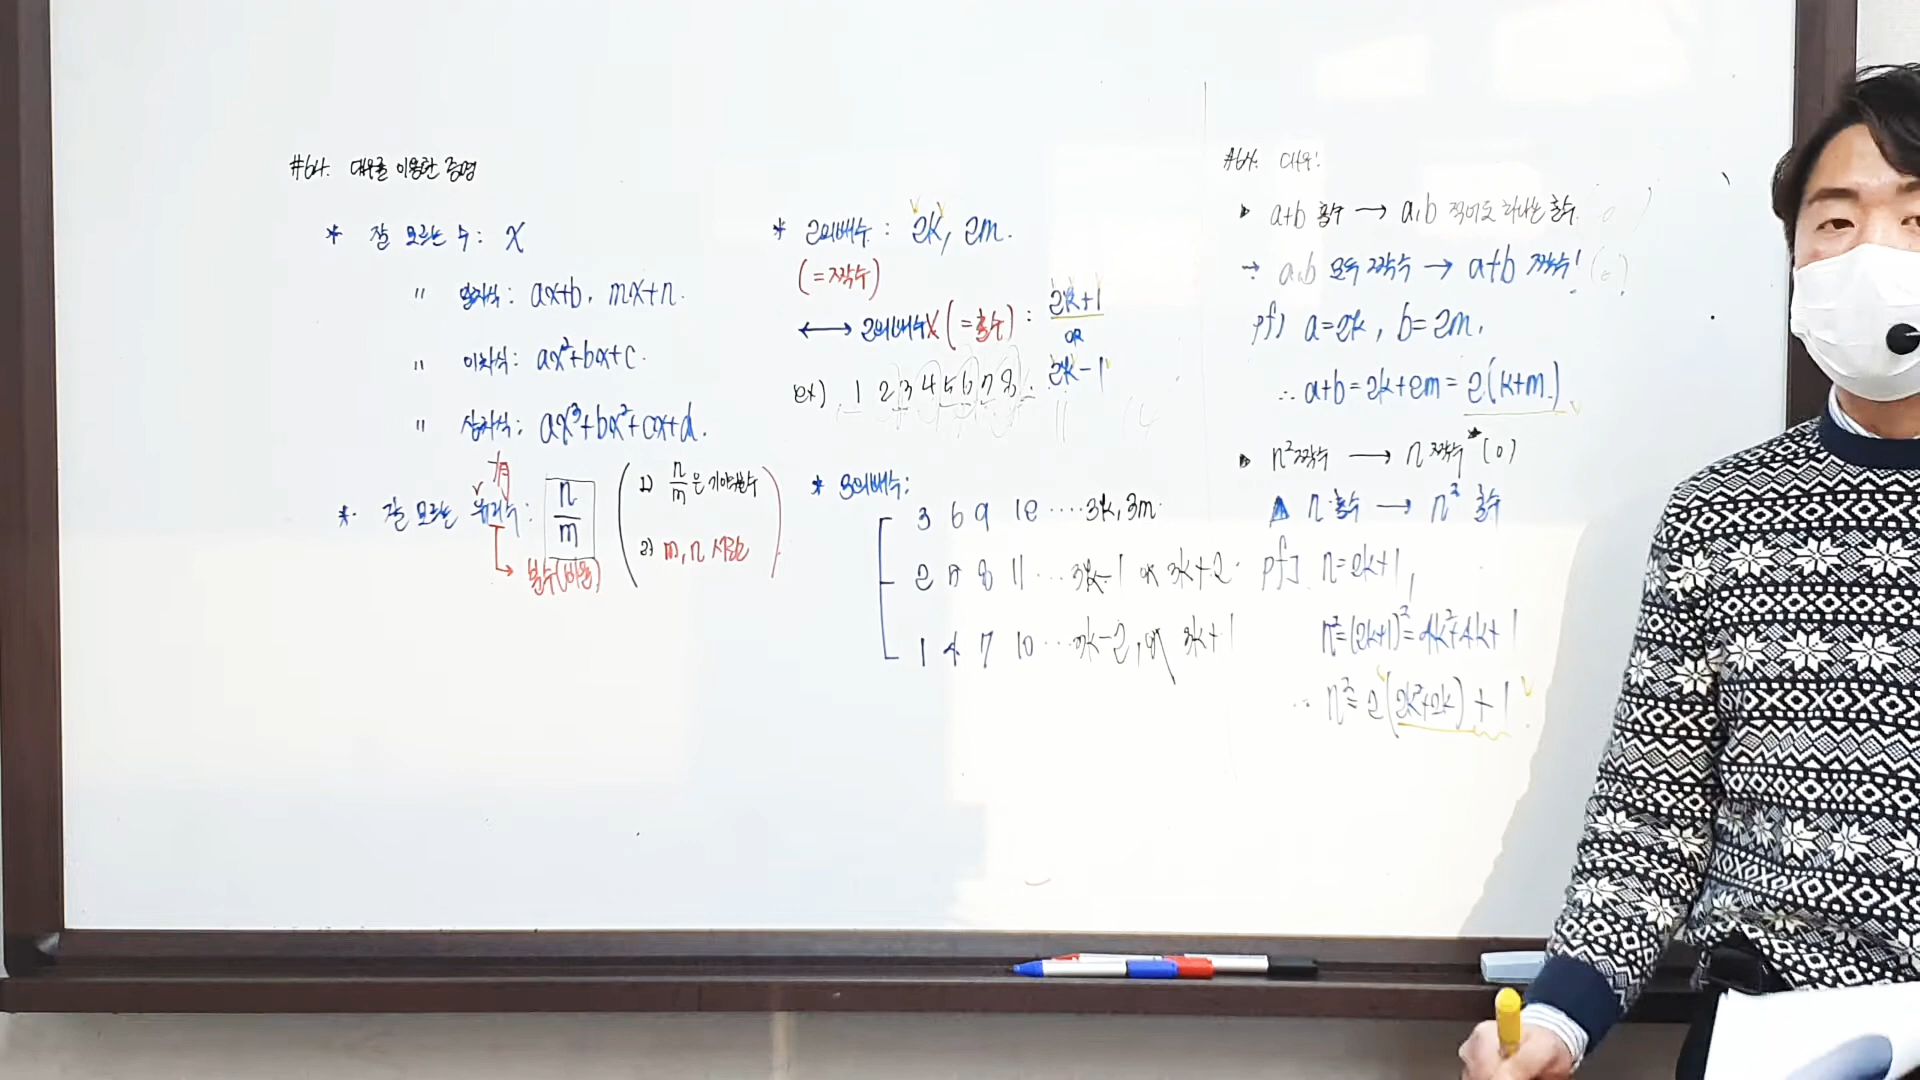 #64. 대우를 이용한 증명
* 잘 모르는 수: x
" 일차식: ax+b, mx+n.
" 이차식: ax²+bx+c.
" 삼차식: ax³+bx²+cx+d.
* 잘 모르는 유리수: n/m
有
분수(비율)
1) n/m은 기약분수
2) m, n 서로소
* 2의배수: 2k, 2m.
(=짝수)
⟷ 2의배수X (=홀수): 2k+1
OR
2k-1
ex) 1 2 3 4 5 6 7 8.
* 3의배수:
3 6 9 12 ····3k, 3m.
2 5 8 11 ···3k-1 or 3k+2.
1 4 7 10 ···3k-2, or 3k+1
#64. 대우!
a+b 홀수 → a, b 적어도 하나는 홀수
→ a, b 모두 짝수 → a+b 짝수! (o)
pf) a=2k, b=2m.
∴ a+b=2k+2m=2(k+m.)
n² 짝수 → n 짝수 (o)
n 홀수 → n² 홀수
pf] n=2k+1,
n²=(2k+1)²=4k²+4k+1
∴ n²=2(2k²+2k)+1